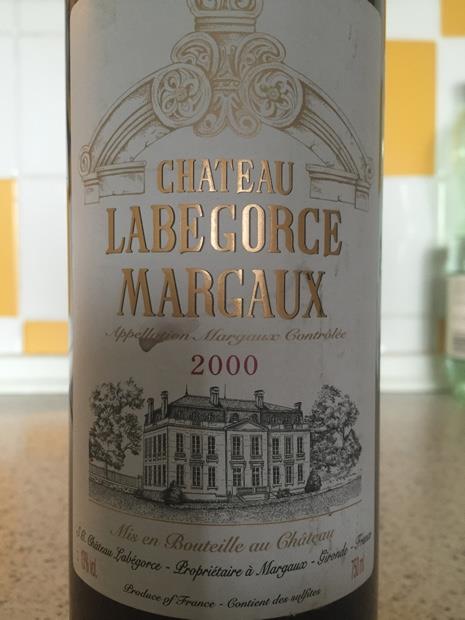 CHATEAU
LABEGORCE
MARGAUX
Appellation Margaux Contrôlée
2000
Mis en Bouteille au Château
Château Labégorce - Propriétaire à Margaux - Gironde - France
vol. 750 ml
Produce of France - Contient des sulfites